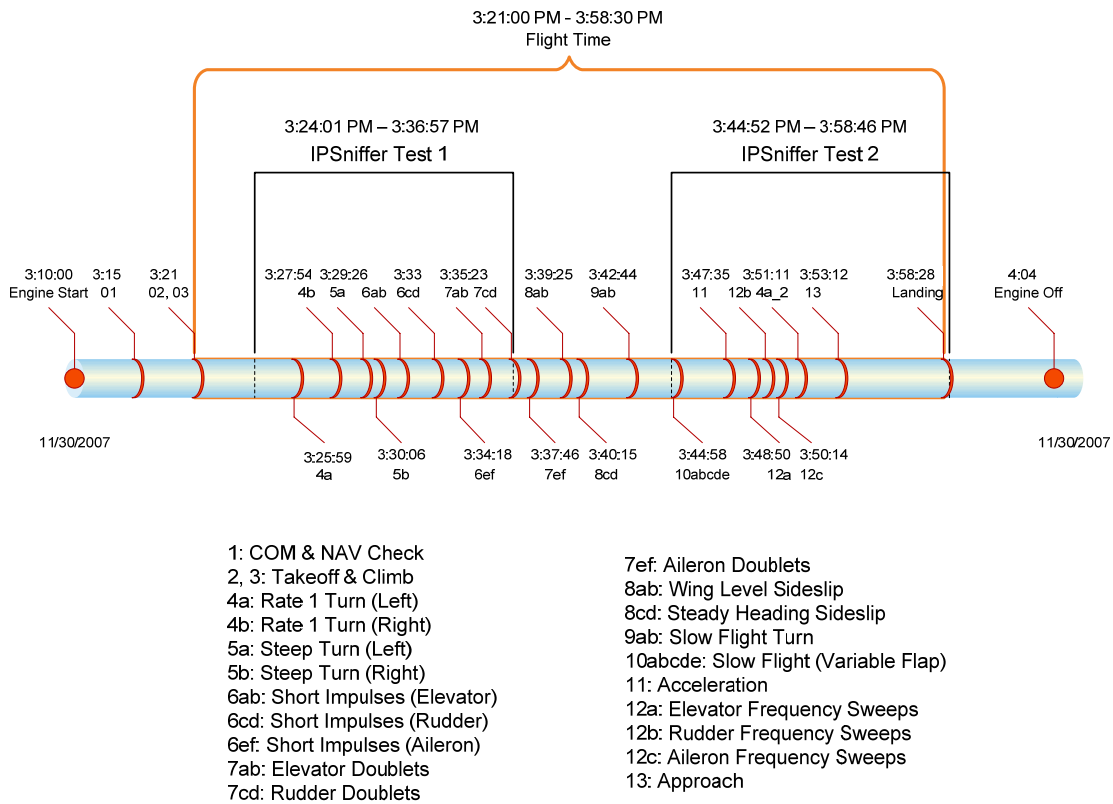 3:21:00 PM - 3:58:30 PM
Flight Time
3:24:01 PM – 3:36:57 PM
IPSniffer Test 1
3:44:52 PM – 3:58:46 PM
IPSniffer Test 2
3:10:00
Engine Start
3:15
01
3:21
02, 03
3:27:54
4b
3:29:26
5a
6ab
3:33
6cd
3:35:23
7ab
7cd
3:39:25
8ab
3:42:44
9ab
3:47:35
11
12b
3:51:11
4a_2
3:53:12
13
3:58:28
Landing
4:04
Engine Off
11/30/2007
11/30/2007
3:25:59
4a
3:30:06
5b
3:34:18
6ef
3:37:46
7ef
3:40:15
8cd
3:44:58
10abcde
3:48:50
12a
3:50:14
12c
1: COM & NAV Check
2, 3: Takeoff & Climb
4a: Rate 1 Turn (Left)
4b: Rate 1 Turn (Right)
5a: Steep Turn (Left)
5b: Steep Turn (Right)
6ab: Short Impulses (Elevator)
6cd: Short Impulses (Rudder)
6ef: Short Impulses (Aileron)
7ab: Elevator Doublets
7cd: Rudder Doublets
7ef: Aileron Doublets
8ab: Wing Level Sideslip
8cd: Steady Heading Sideslip
9ab: Slow Flight Turn
10abcde: Slow Flight (Variable Flap)
11: Acceleration
12a: Elevator Frequency Sweeps
12b: Rudder Frequency Sweeps
12c: Aileron Frequency Sweeps
13: Approach